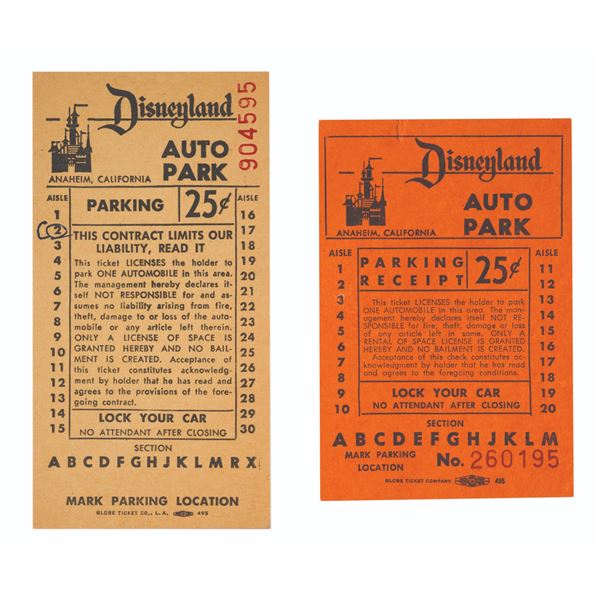 Disneyland
904595
AUTO
PARK
ANAHEIM, CALIFORNIA
AISLE
PARKING
25¢
AISLE
1
2
3
4
5
6
7
8
9
10
11
12
13
14
15
16
17
18
19
20
21
22
23
24
25
26
27
28
29
30
THIS CONTRACT LIMITS OUR
LIABILITY, READ IT
This ticket LICENSES the holder to
park ONE AUTOMOBILE in this area.
The management hereby declares it-
self NOT RESPONSIBLE for and as-
sumes no liability arising from fire,
theft, damage to or loss of the auto-
mobile or any article left therein.
ONLY A LICENSE OF SPACE IS
GRANTED HEREBY AND NO BAIL-
MENT IS CREATED. Acceptance of
this ticket constitutes acknowledg-
ment by holder that he has read and
agrees to the provisions of the fore-
going contract.
LOCK YOUR CAR
NO ATTENDANT AFTER CLOSING
SECTION
ABCDFGHJKLMRX
MARK PARKING LOCATION
GLOBE TICKET CO., L. A. 495
Disneyland
AUTO
PARK
ANAHEIM, CALIFORNIA
AISLE
PARKING
RECEIPT
25¢
AISLE
1
2
3
4
5
6
7
8
9
10
11
12
13
14
15
16
17
18
19
20
This ticket LICENSES the holder to park
ONE AUTOMOBILE in this area. The man-
agement hereby declares itself NOT RE-
SPONSIBLE for fire, theft, damage or loss
of any article left in same. ONLY A
RENTAL OF SPACE LICENSE IS GRANTED
HEREBY AND NO BAILMENT IS CREATED.
Acceptance of this check constitutes ac-
knowledgment by holder that he has read
and agrees to the foregoing conditions.
LOCK YOUR CAR
NO ATTENDANT AFTER CLOSING
SECTION
ABCDFGHJKLM
MARK PARKING
LOCATION
No. 260195
GLOBE TICKET COMPANY 495